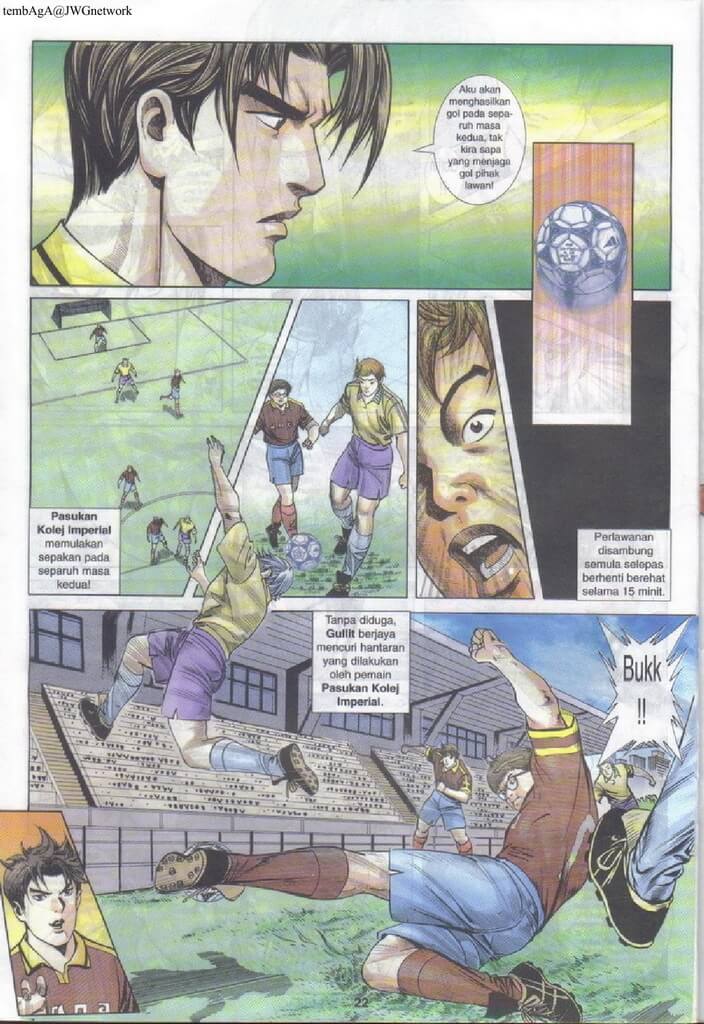 tembAgA@JWGnetwork
Aku akan
menghasilkan
gol pada sepa-
ruh masa
kedua, tak
kira sapa
yang menjaga
gol pihak
lawan!
Perlawanan
disambung
semula selepas
berhenti berehat
selama 15 minit.
Pasukan
Kolej Imperial
memulakan
sepakan pada
separuh masa
kedua!
Tanpa diduga,
Gullit berjaya
mencuri hantaran
yang dilakukan
oleh pemain
Pasukan Kolej
Imperial.
Bukk
!!
22